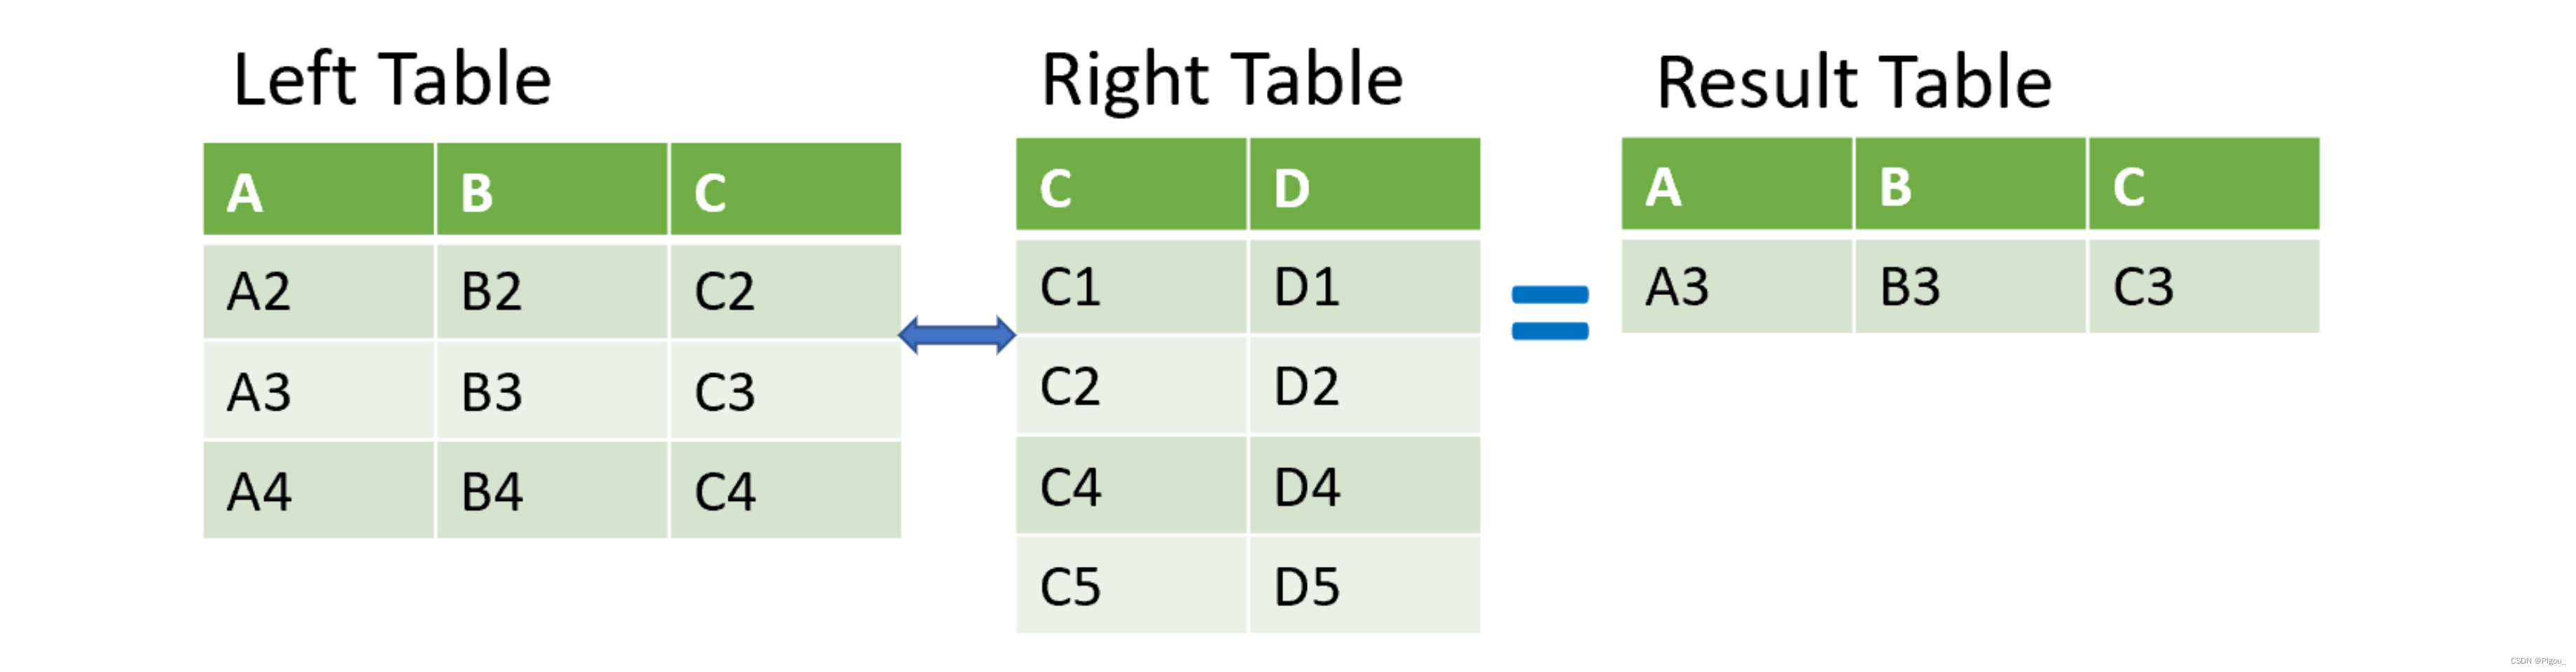 Left Table
A B C
A2 B2 C2
A3 B3 C3
A4 B4 C4
Right Table
C D
C1 D1
C2 D2
C4 D4
C5 D5
Result Table
A B C
A3 B3 C3
CSDN @Pigou_